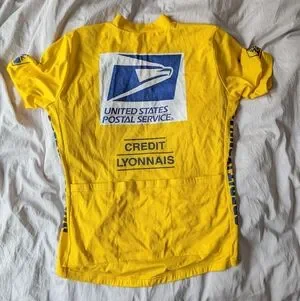 UNITED STATES
POSTAL SERVICE®
CREDIT
LYONNAIS